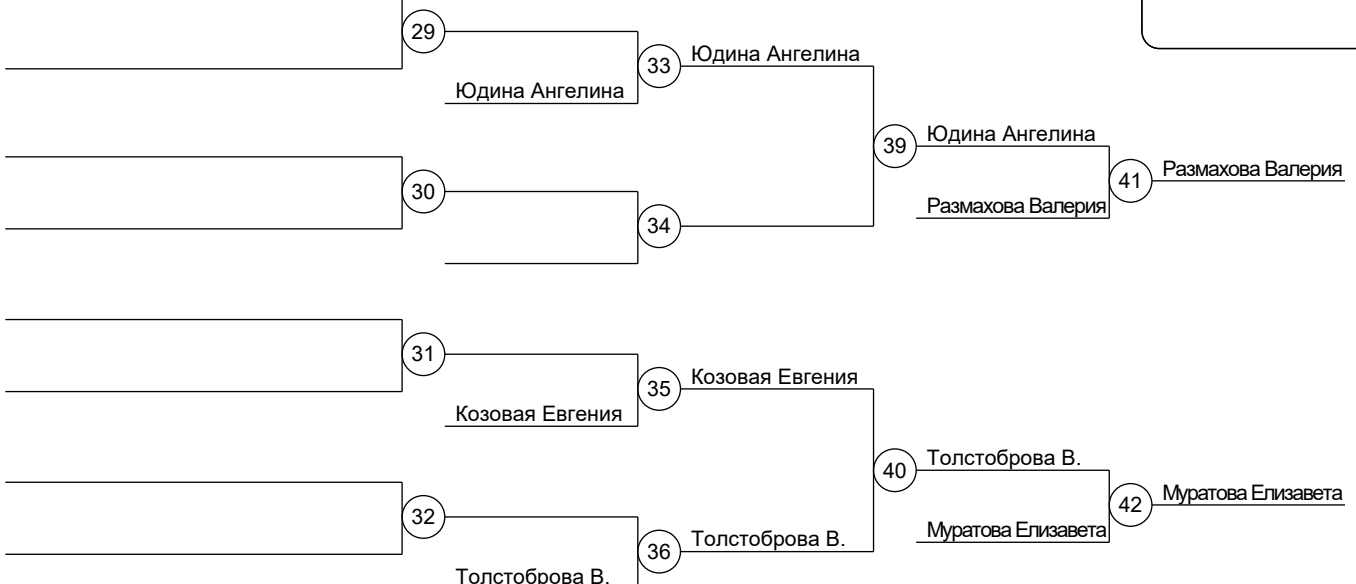 29
33
Юдина Ангелина
Юдина Ангелина
39
Юдина Ангелина
41
Размахова Валерия
30
Размахова Валерия
34
31
35
Козовая Евгения
Козовая Евгения
40
Толстоброва В.
42
Муратова Елизавета
32
Муратова Елизавета
36
Толстоброва В.
Толстоброва В.